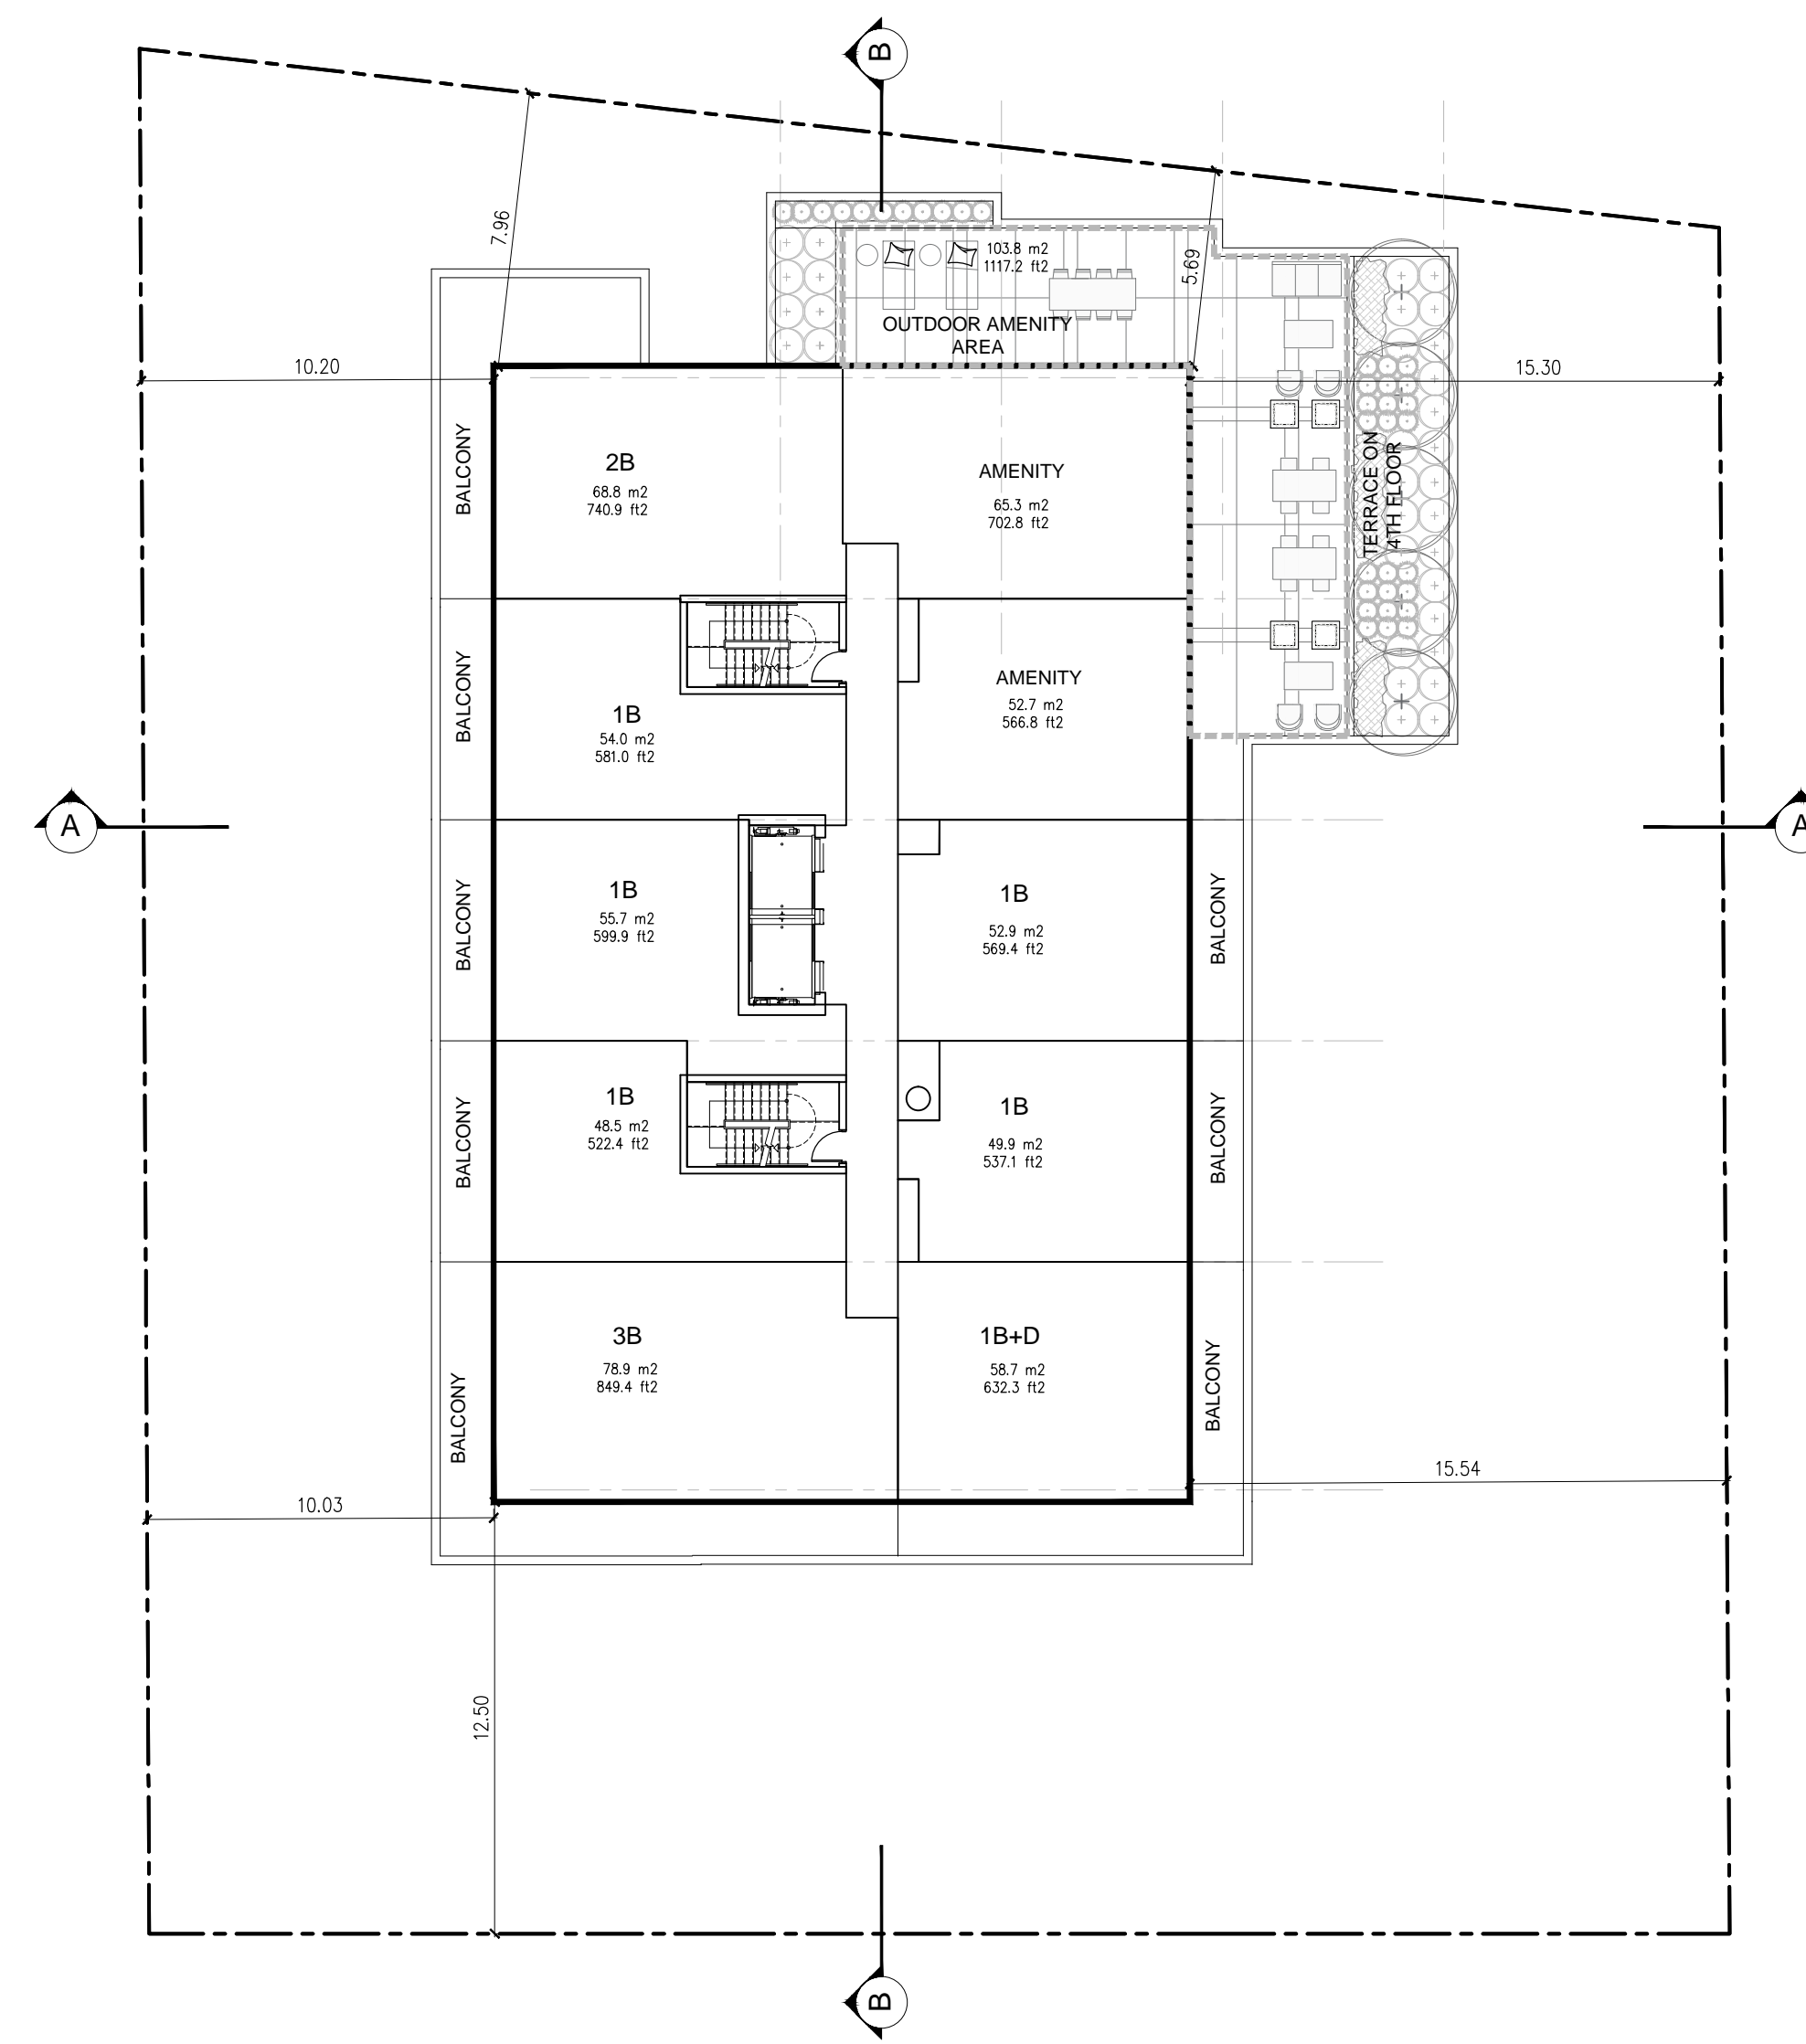 B
7.96
103.8 m2
1117.2 ft2
5.69
OUTDOOR AMENITY
AREA
10.20
15.30
BALCONY
2B
68.8 m2
740.9 ft2
AMENITY
65.3 m2
702.8 ft2
TERRACE ON
4TH FLOOR
BALCONY
1B
54.0 m2
581.0 ft2
AMENITY
52.7 m2
566.8 ft2
A
A
BALCONY
1B
55.7 m2
599.9 ft2
1B
52.9 m2
569.4 ft2
BALCONY
BALCONY
1B
48.5 m2
522.4 ft2
1B
49.9 m2
537.1 ft2
BALCONY
BALCONY
3B
78.9 m2
849.4 ft2
1B+D
58.7 m2
632.3 ft2
BALCONY
10.03
15.54
12.50
B